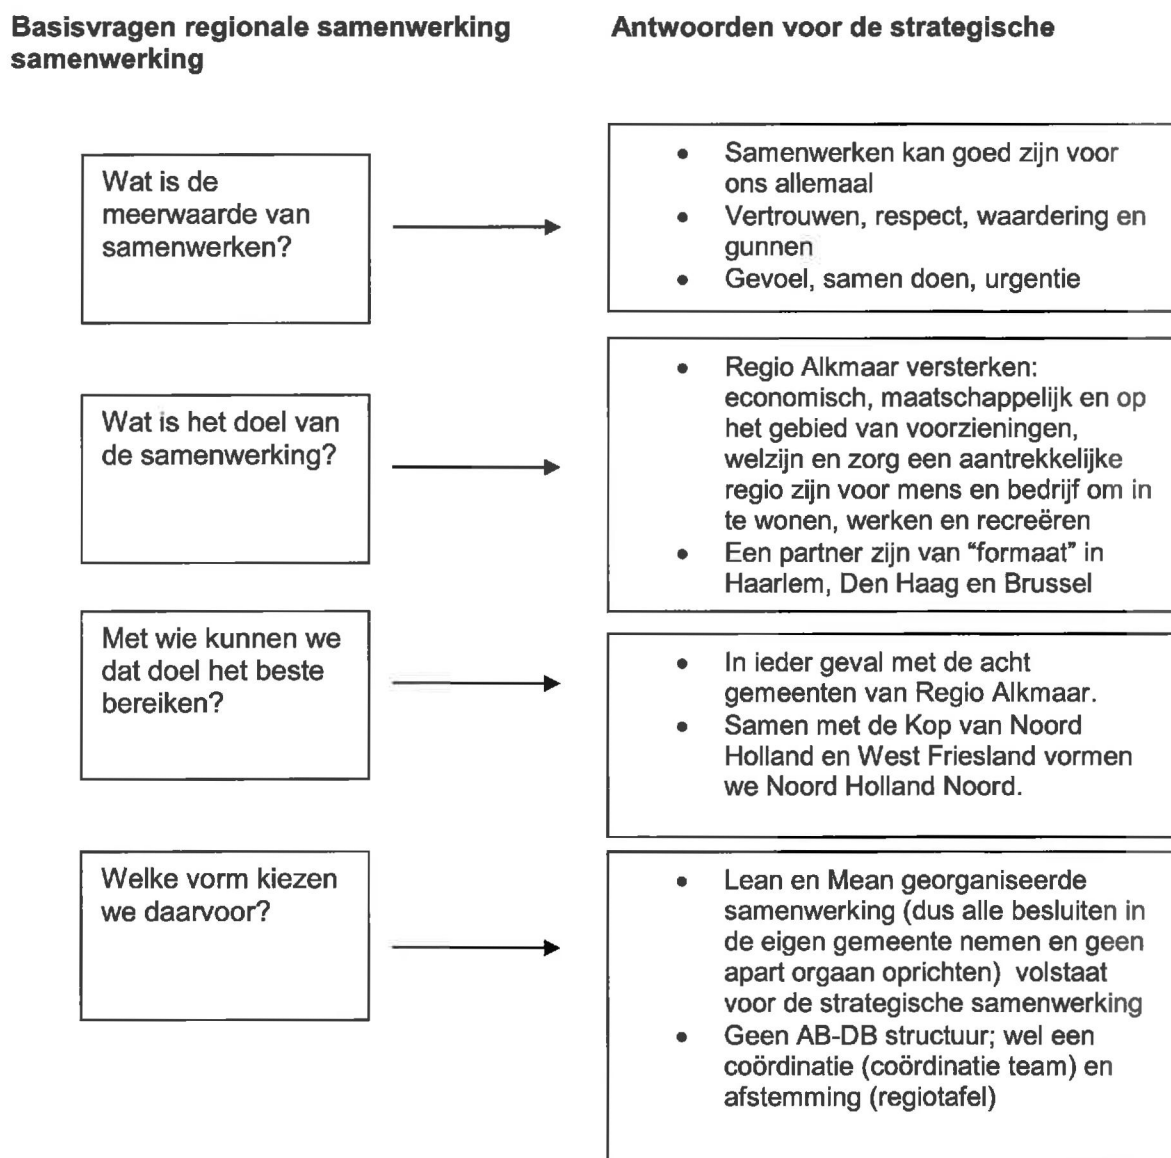 Basisvragen regionale samenwerking
samenwerking
Antwoorden voor de strategische
Wat is de
meerwaarde van
samenwerken?
• Samenwerken kan goed zijn voor
ons allemaal
• Vertrouwen, respect, waardering en
gunnen
• Gevoel, samen doen, urgentie
Wat is het doel van
de samenwerking?
• Regio Alkmaar versterken:
economisch, maatschappelijk en op
het gebied van voorzieningen,
welzijn en zorg een aantrekkelijke
regio zijn voor mens en bedrijf om in
te wonen, werken en recreëren
• Een partner zijn van “formaat” in
Haarlem, Den Haag en Brussel
Met wie kunnen we
dat doel het beste
bereiken?
• In ieder geval met de acht
gemeenten van Regio Alkmaar.
• Samen met de Kop van Noord
Holland en West Friesland vormen
we Noord Holland Noord.
Welke vorm kiezen
we daarvoor?
• Lean en Mean georganiseerde
samenwerking (dus alle besluiten in
de eigen gemeente nemen en geen
apart orgaan oprichten) volstaat
voor de strategische samenwerking
• Geen AB-DB structuur; wel een
coördinatie (coördinatie team) en
afstemming (regiotafel)